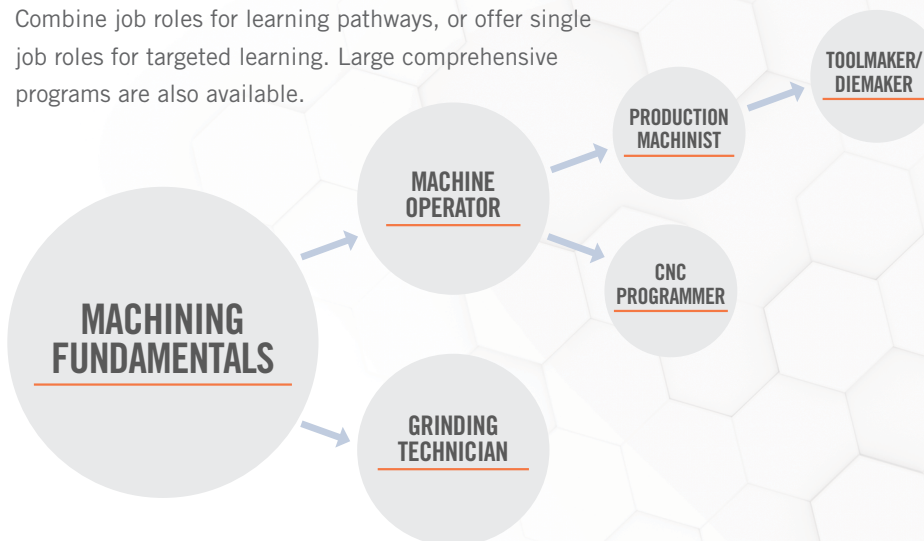 Combine job roles for learning pathways, or offer single
job roles for targeted learning. Large comprehensive
programs are also available.
TOOLMAKER/
DIEMAKER
PRODUCTION
MACHINIST
MACHINE
OPERATOR
CNC
PROGRAMMER
MACHINING
FUNDAMENTALS
GRINDING
TECHNICIAN